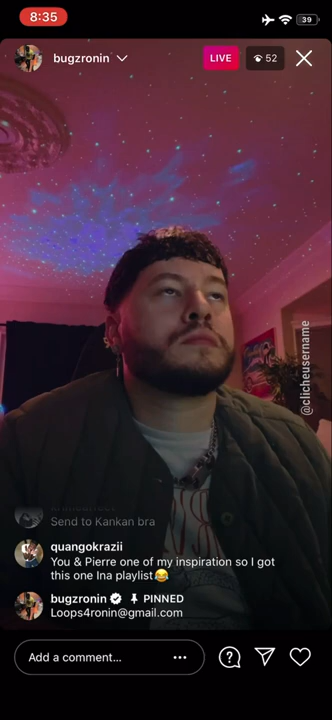 8:35
39
bugzronin
LIVE
52
@clicheusername
Send to Kankan bra
quangokrazii
You & Pierre one of my inspiration so I got
this one Ina playlist😂
bugzronin PINNED
Loops4ronin@gmail.com
Add a comment...